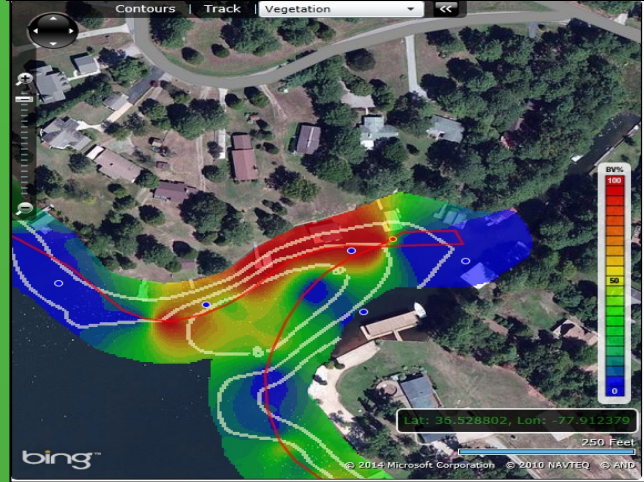 Contours | Track | Vegetation <<
BV%
100
50
0
Lat: 36.528802, Lon: -77.912379
250 Feet
bing™
© 2014 Microsoft Corporation © 2010 NAVTEQ © AND